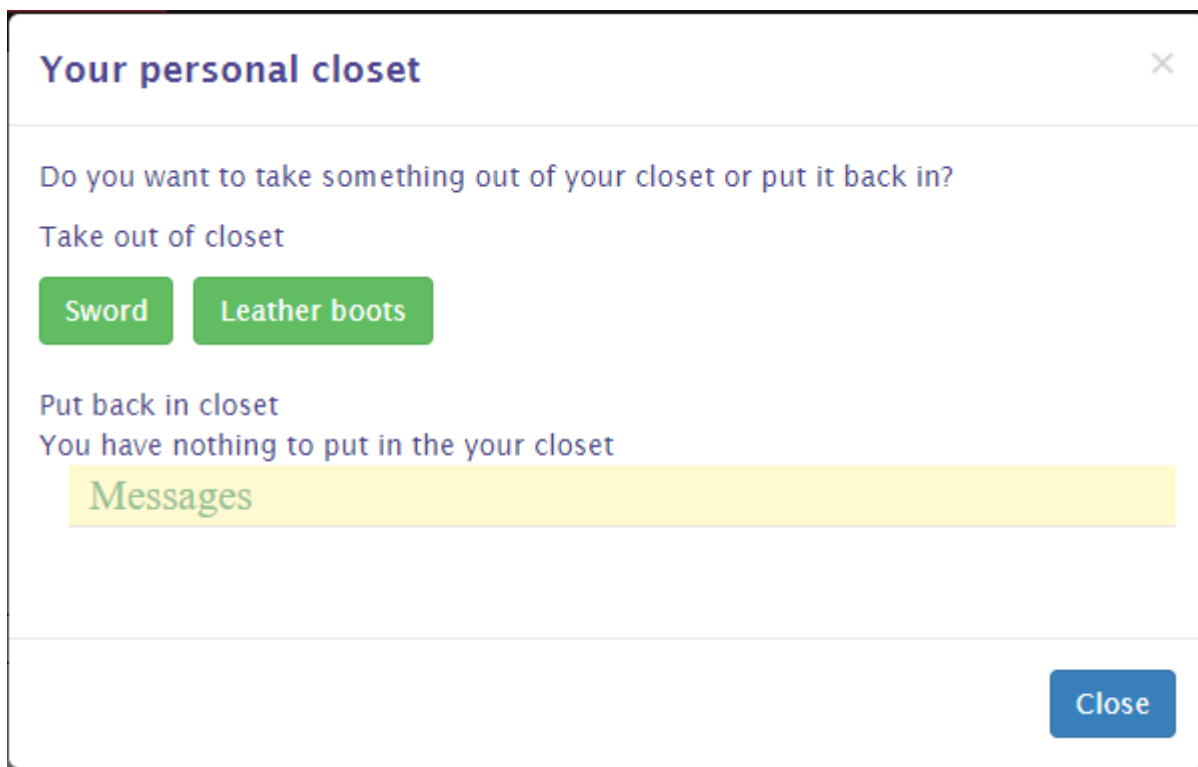 Your personal closet
×
Do you want to take something out of your closet or put it back in?
Take out of closet
Sword Leather boots
Put back in closet
You have nothing to put in the your closet
Messages
Close